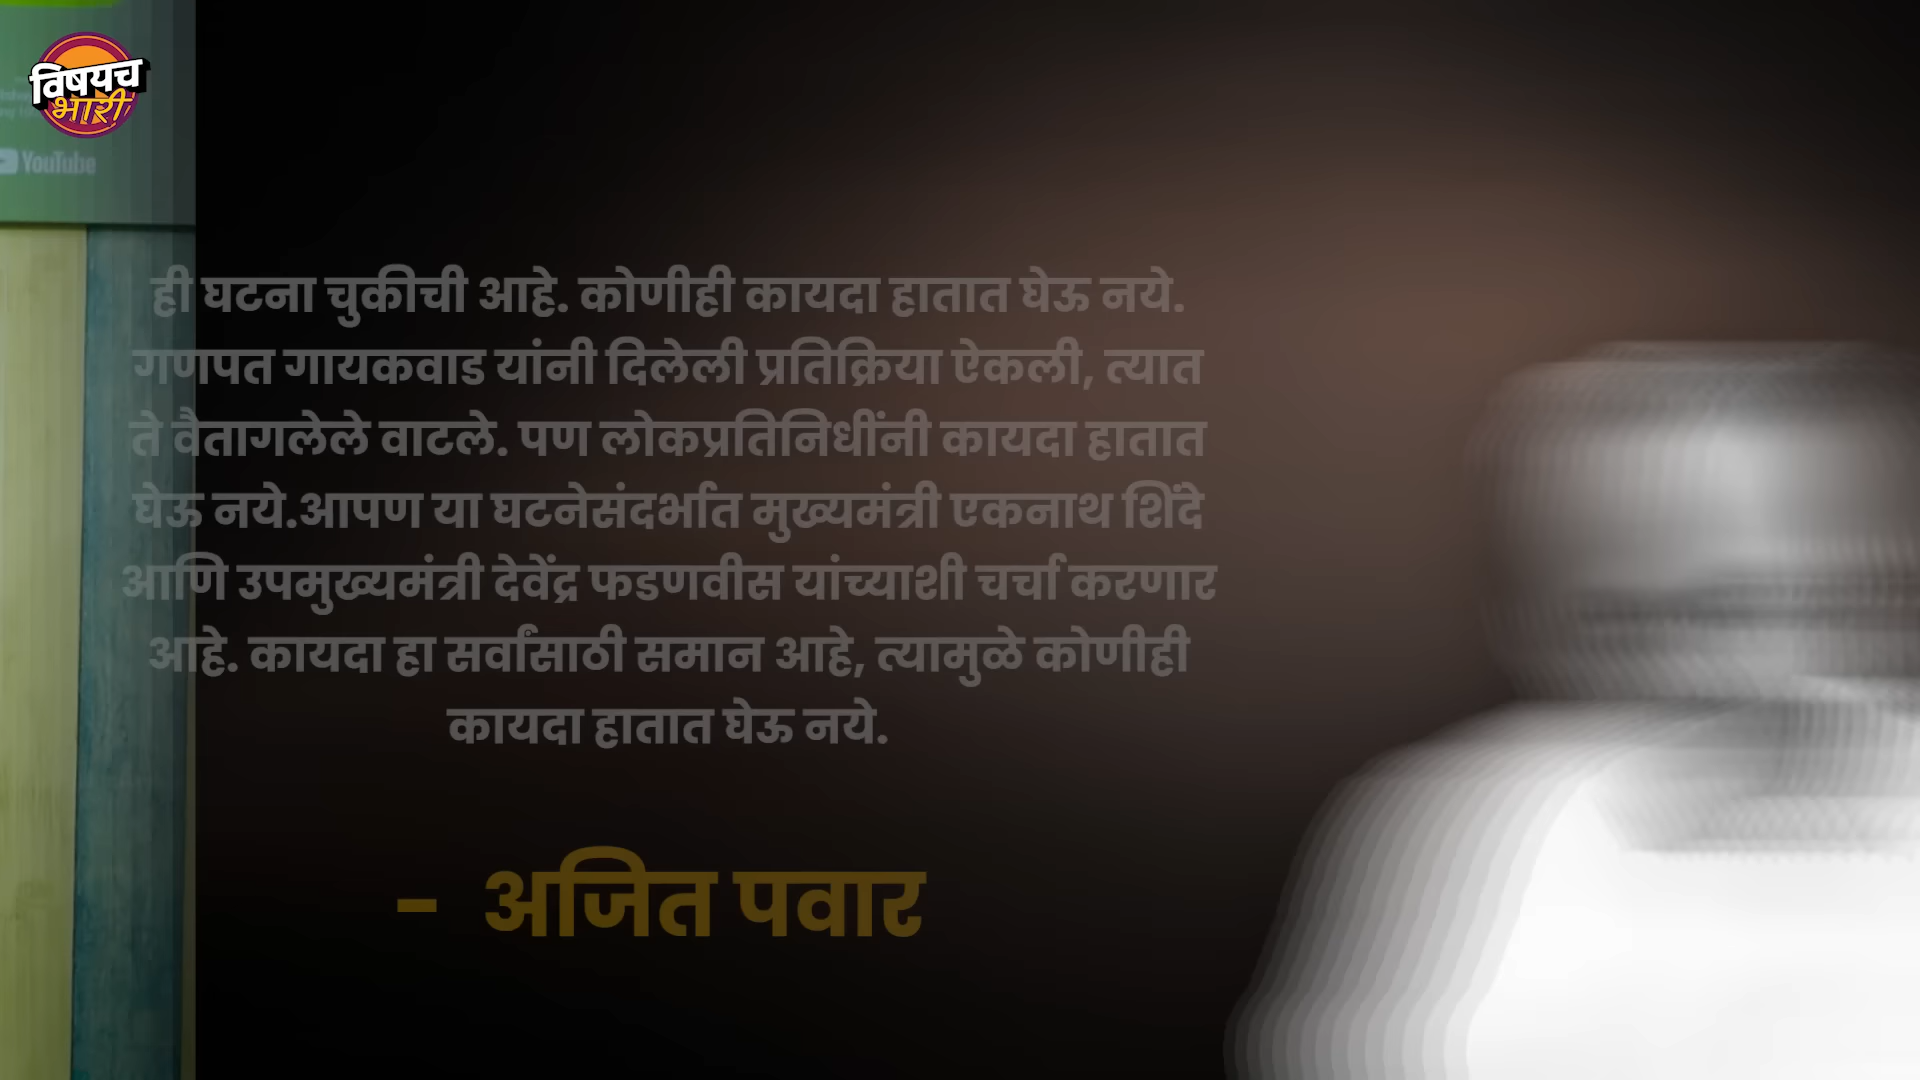 विषयच
भारी
YouTube
ही घटना चुकीची आहे. कोणीही कायदा हातात घेऊ नये.
गणपत गायकवाड यांनी दिलेली प्रतिक्रिया ऐकली, त्यात
ते वैतागलेले वाटले. पण लोकप्रतिनिधींनी कायदा हातात
घेऊ नये.आपण या घटनेसंदर्भात मुख्यमंत्री एकनाथ शिंदे
आणि उपमुख्यमंत्री देवेंद्र फडणवीस यांच्याशी चर्चा करणार
आहे. कायदा हा सर्वांसाठी समान आहे, त्यामुळे कोणीही
कायदा हातात घेऊ नये.
- अजित पवार